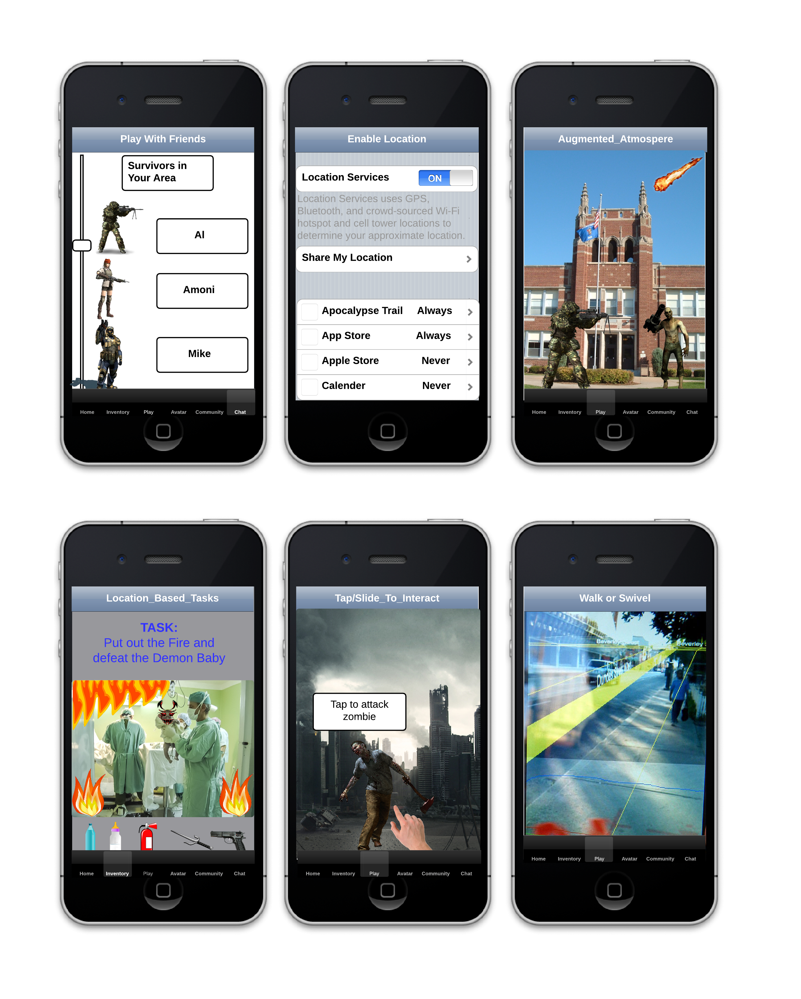 Play With Friends
Survivors in
Your Area
Al
Amoni
Mike
Home Inventory Play Avatar Community Chat
Enable Location
Location Services ON
Location Services uses GPS,
Bluetooth, and crowd-sourced Wi-Fi
hotspot and cell tower locations to
determine your approximate location.
Share My Location
Apocalypse Trail Always
App Store Always
Apple Store Never
Calender Never
Augmented_Atmospere
Home Inventory Play Avatar Community Chat
Location_Based_Tasks
TASK:
Put out the Fire and
defeat the Demon Baby
Home Inventory Play Avatar Community Chat
Tap/Slide_To_Interact
Tap to attack
zombie
Home Inventory Play Avatar Community Chat
Walk or Swivel
Beverley
Beverley
Home Inventory Play Avatar Community Chat